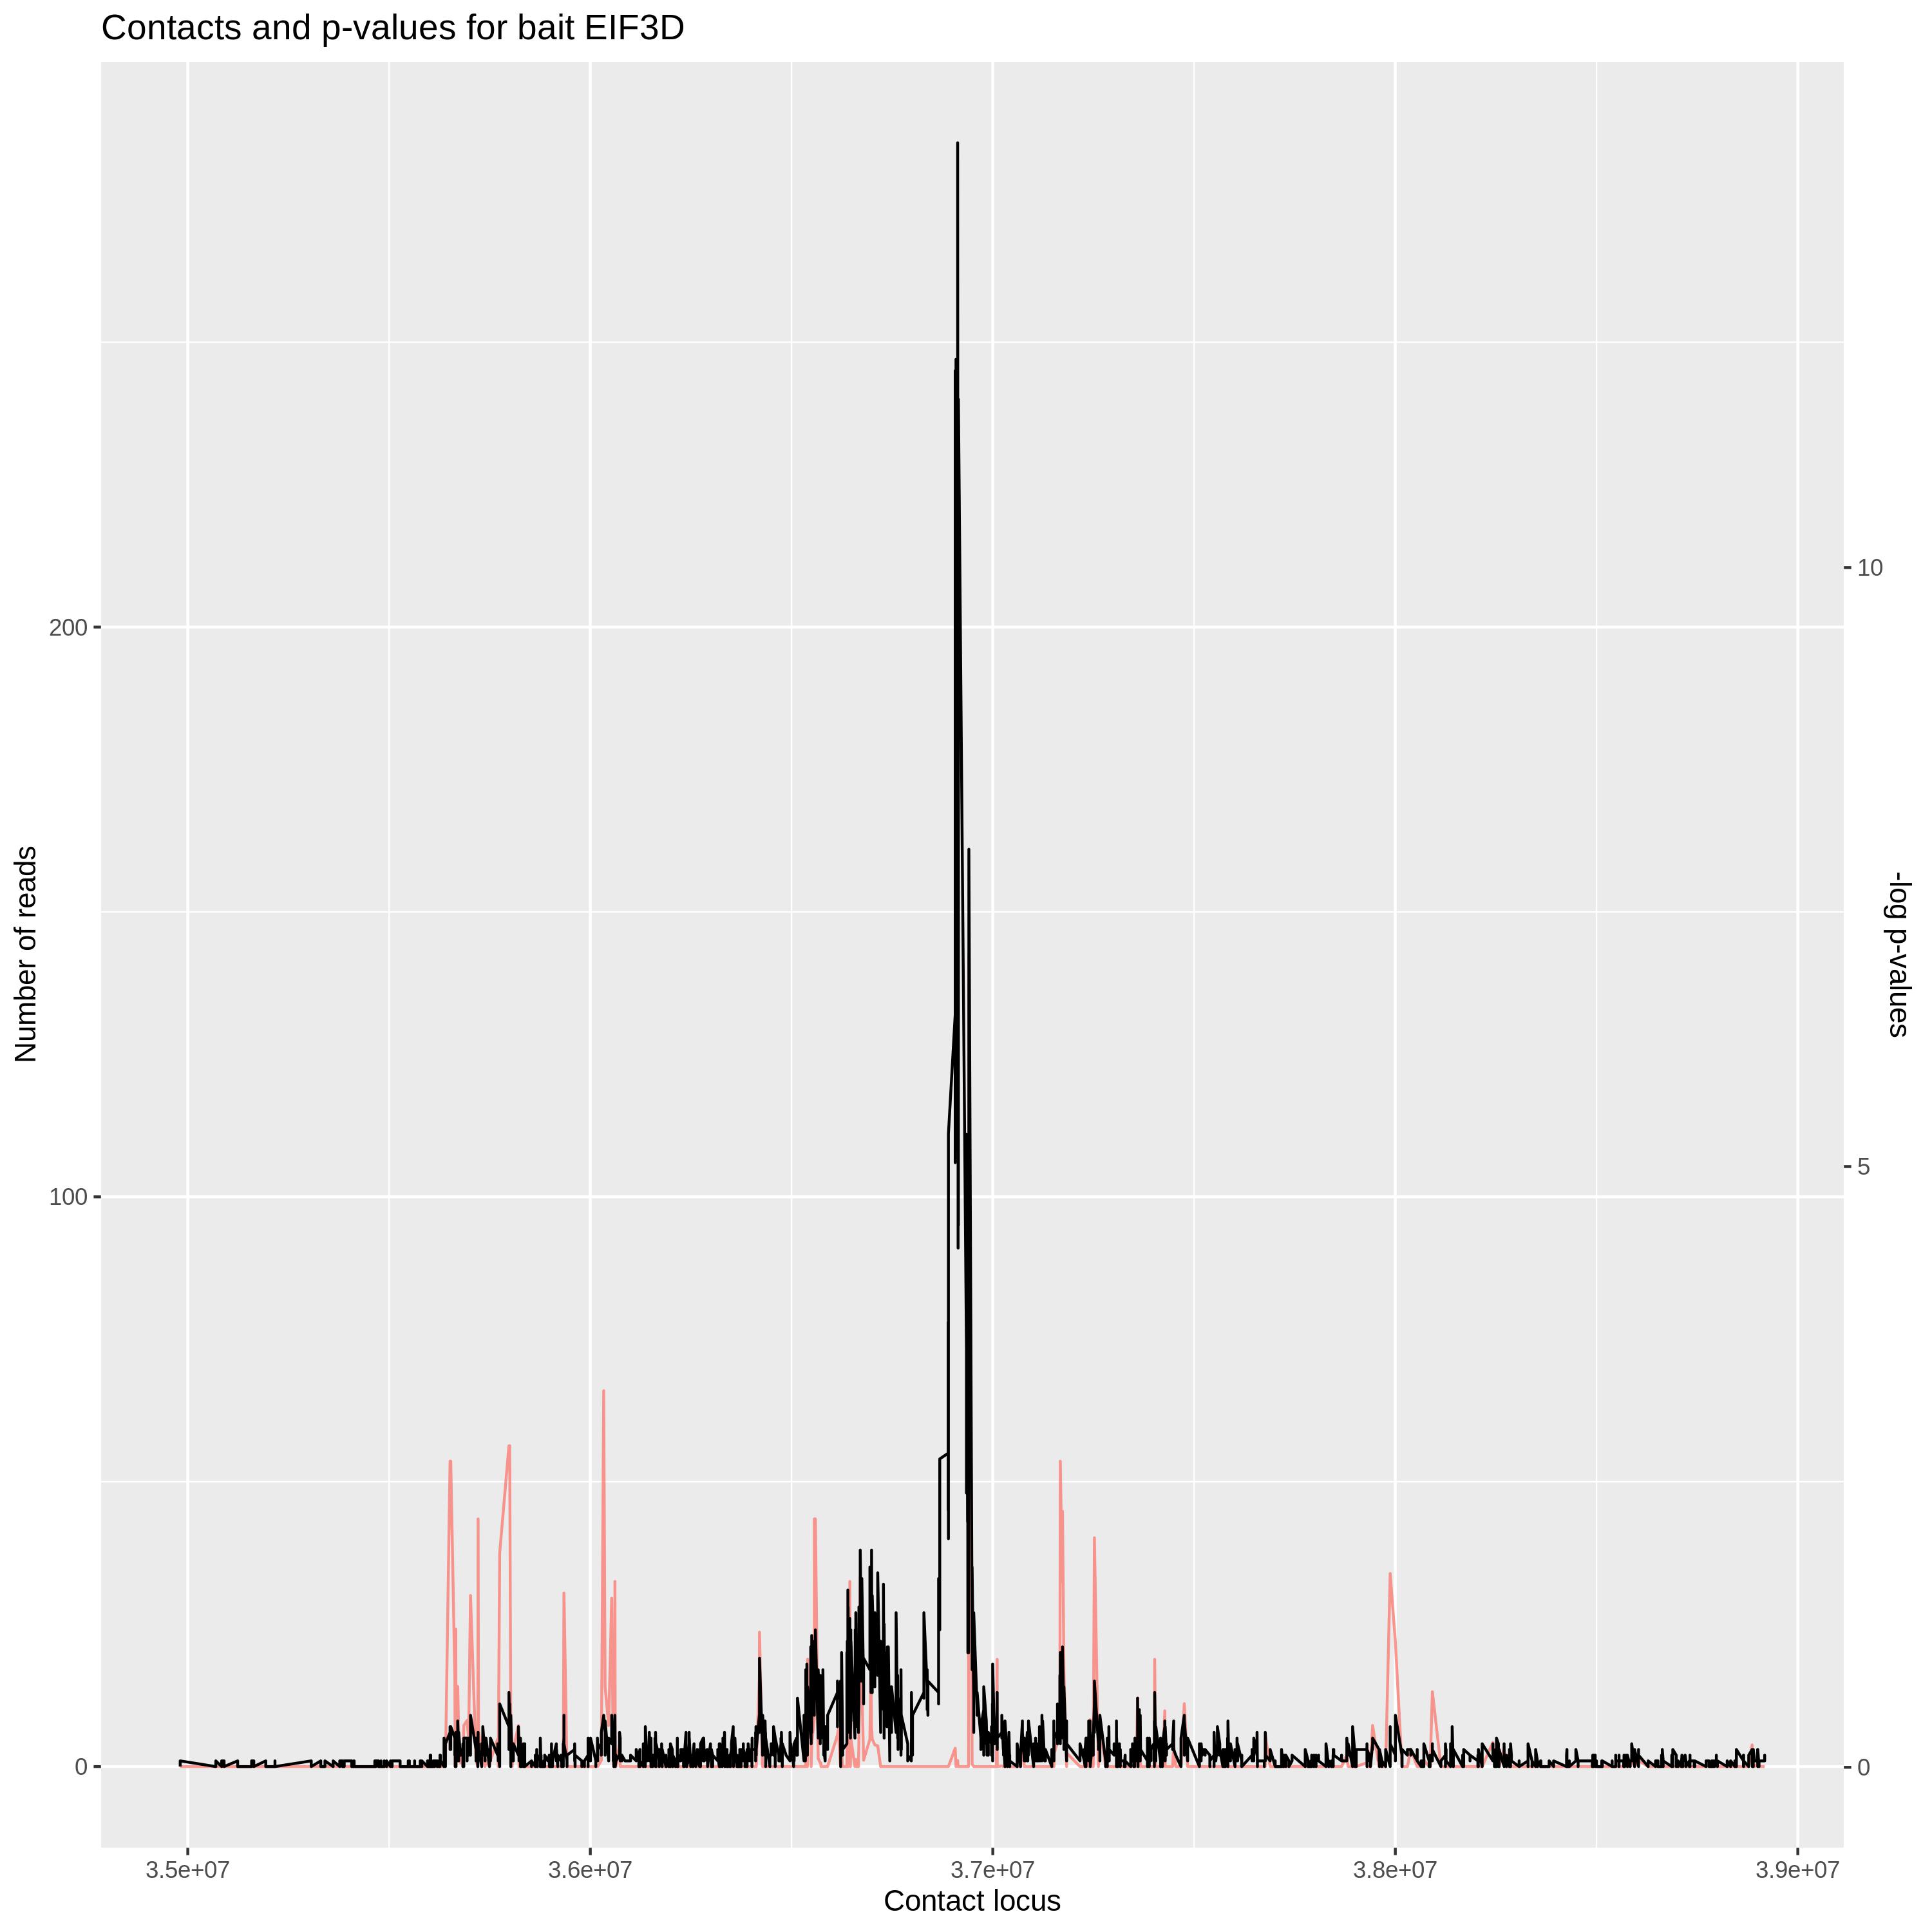 Contacts and p-values for bait EIF3D
Number of reads
200
100
0
10
5
0
-log p-values
3.5e+07
3.6e+07
3.7e+07
3.8e+07
3.9e+07
Contact locus